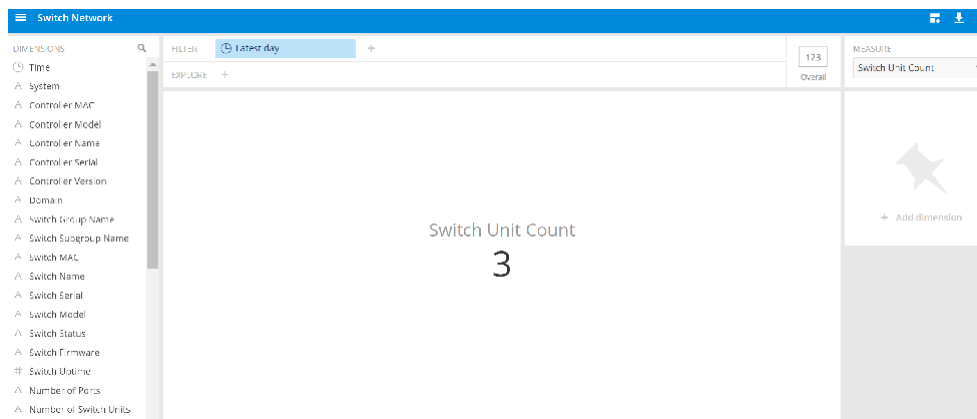 Switch Network
DIMENSIONS
Time
System
Controller MAC
Controller Model
Controller Name
Controller Serial
Controller Version
Domain
Switch Group Name
Switch Subgroup Name
Switch MAC
Switch Name
Switch Serial
Switch Model
Switch Status
Switch Firmware
Switch Uptime
Number of Ports
Number of Switch Units
FILTER
Latest day
EXPLORE
123
Overall
Switch Unit Count
3
MEASURE
Switch Unit Count
Add dimension